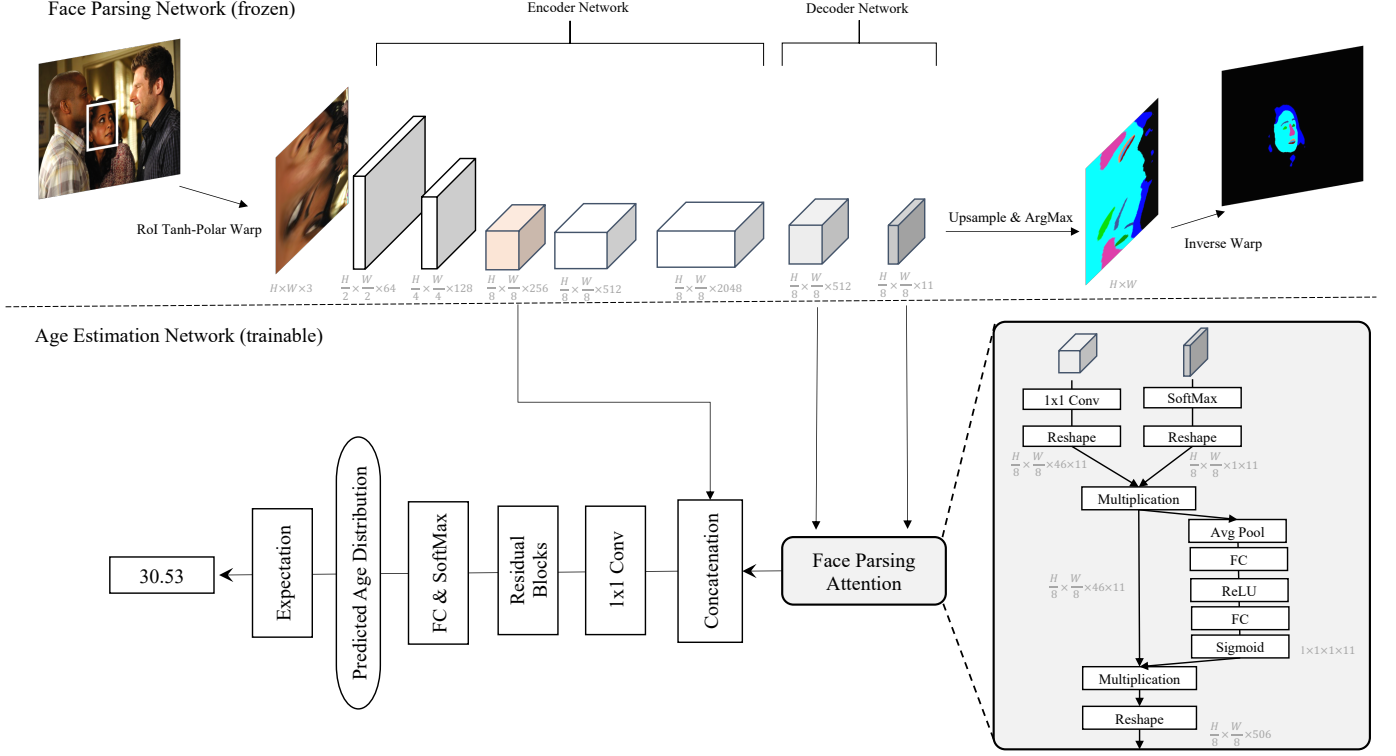 Face Parsing Network (frozen)
Encoder Network
Decoder Network
RoI Tanh-Polar Warp
Upsample & ArgMax
Inverse Warp
H×W×3
H/2 × W/2 ×64
H/4 × W/4 ×128
H/8 × W/8 ×256
H/8 × W/8 ×512
H/8 × W/8 ×2048
H/8 × W/8 ×512
H/8 × W/8 ×11
H×W
Age Estimation Network (trainable)
30.53
Expectation
Predicted Age Distribution
FC & SoftMax
Residual
Blocks
1x1 Conv
Concatenation
Face Parsing
Attention
1x1 Conv
SoftMax
Reshape
Reshape
H/8 × W/8 ×46×11
H/8 × W/8 ×1×11
Multiplication
Avg Pool
FC
ReLU
FC
Sigmoid
H/8 × W/8 ×46×11
1×1×1×11
Multiplication
Reshape
H/8 × W/8 ×506